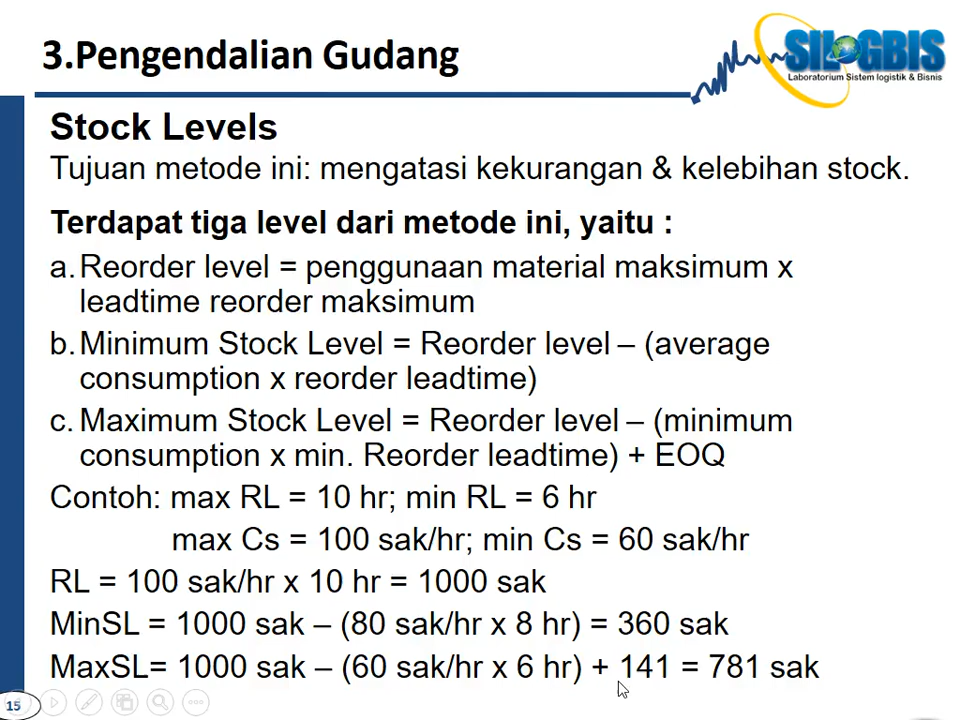 3.Pengendalian Gudang
SILOGBIS
Laboratorium Sistem logistik & Bisnis
Stock Levels
Tujuan metode ini: mengatasi kekurangan & kelebihan stock.
Terdapat tiga level dari metode ini, yaitu :
a. Reorder level = penggunaan material maksimum x
leadtime reorder maksimum
b. Minimum Stock Level = Reorder level – (average
consumption x reorder leadtime)
c. Maximum Stock Level = Reorder level – (minimum
consumption x min. Reorder leadtime) + EOQ
Contoh: max RL = 10 hr; min RL = 6 hr
max Cs = 100 sak/hr; min Cs = 60 sak/hr
RL = 100 sak/hr x 10 hr = 1000 sak
MinSL = 1000 sak – (80 sak/hr x 8 hr) = 360 sak
MaxSL= 1000 sak – (60 sak/hr x 6 hr) + 141 = 781 sak
15